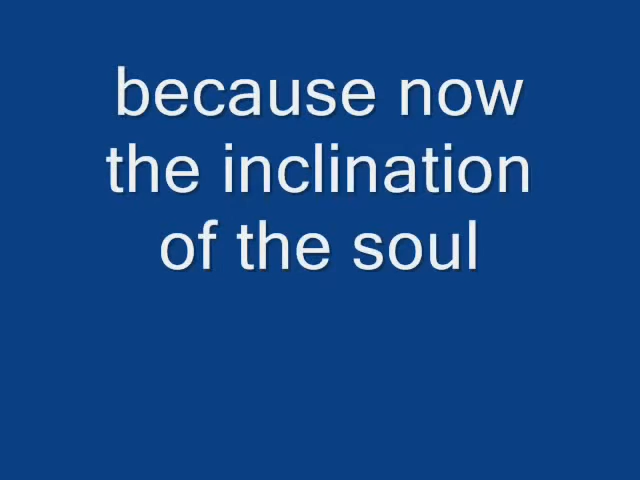 because now
the inclination
of the soul